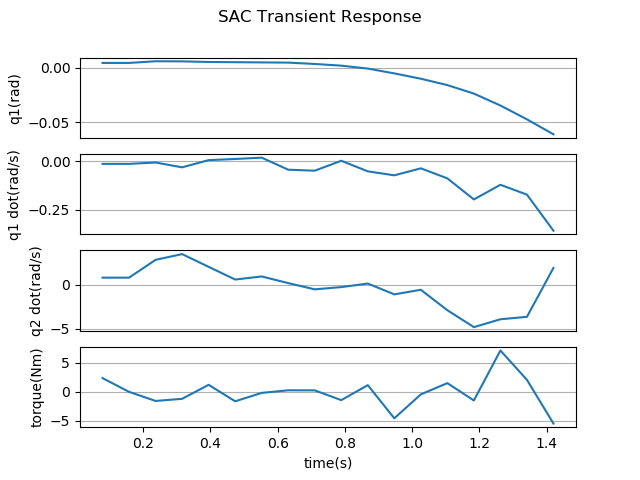 SAC Transient Response
q1(rad)
0.00
−0.05
q1 dot(rad/s)
0.00
−0.25
q2 dot(rad/s)
0
−5
torque(Nm)
5
0
−5
0.2 0.4 0.6 0.8 1.0 1.2 1.4
time(s)